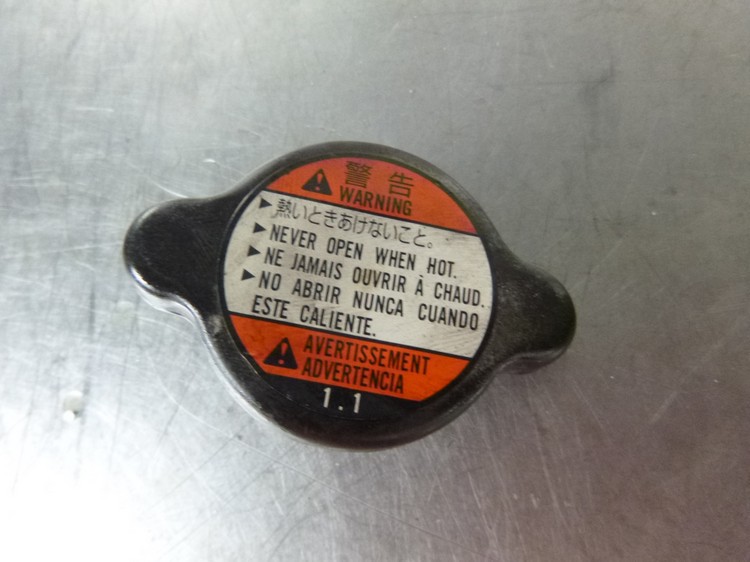 警告
WARNING
熱いときあけないこと。
NEVER OPEN WHEN HOT.
NE JAMAIS OUVRIR À CHAUD.
NO ABRIR NUNCA CUANDO
ESTE CALIENTE.
AVERTISSEMENT
ADVERTENCIA
1.1